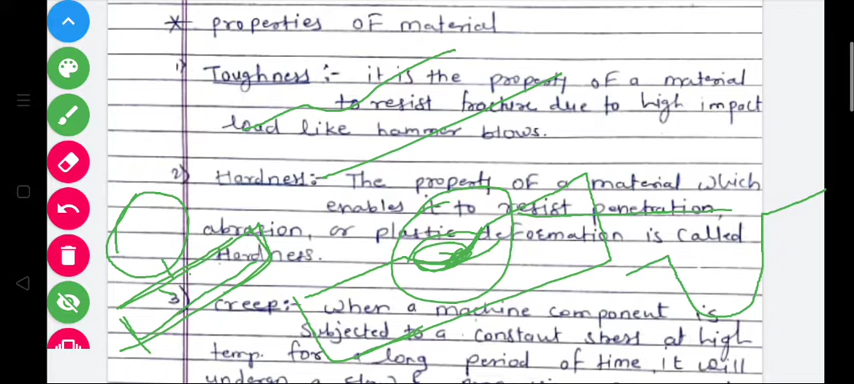 * properties of material
1) Toughness :- it is the property of a material
to resist fracture due to high impact
load like hammer blows.
2) Hardness:- The property of a material which
enables it to resist penetration,
abrasion, or plastic deformation is called
Hardness.
3) Creep:- When a machine component is
subjected to a constant stress at high
temp. for a long period of time, it will